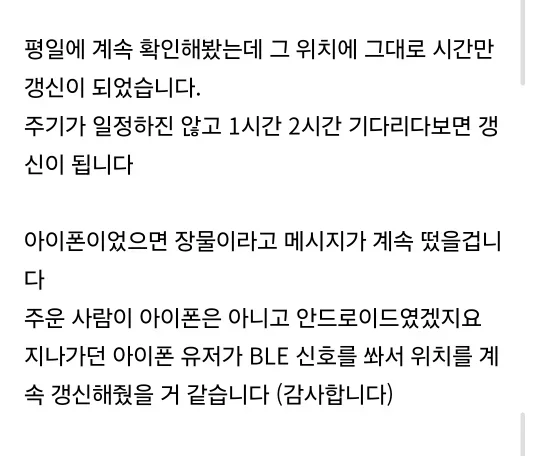 평일에 계속 확인해봤는데 그 위치에 그대로 시간만
갱신이 되었습니다.
주기가 일정하진 않고 1시간 2시간 기다리다보면 갱
신이 됩니다
아이폰이었으면 장물이라고 메시지가 계속 떴을겁니
다
주운 사람이 아이폰은 아니고 안드로이드였겠지요
지나가던 아이폰 유저가 BLE 신호를 쏴서 위치를 계
속 갱신해줬을 거 같습니다 (감사합니다)